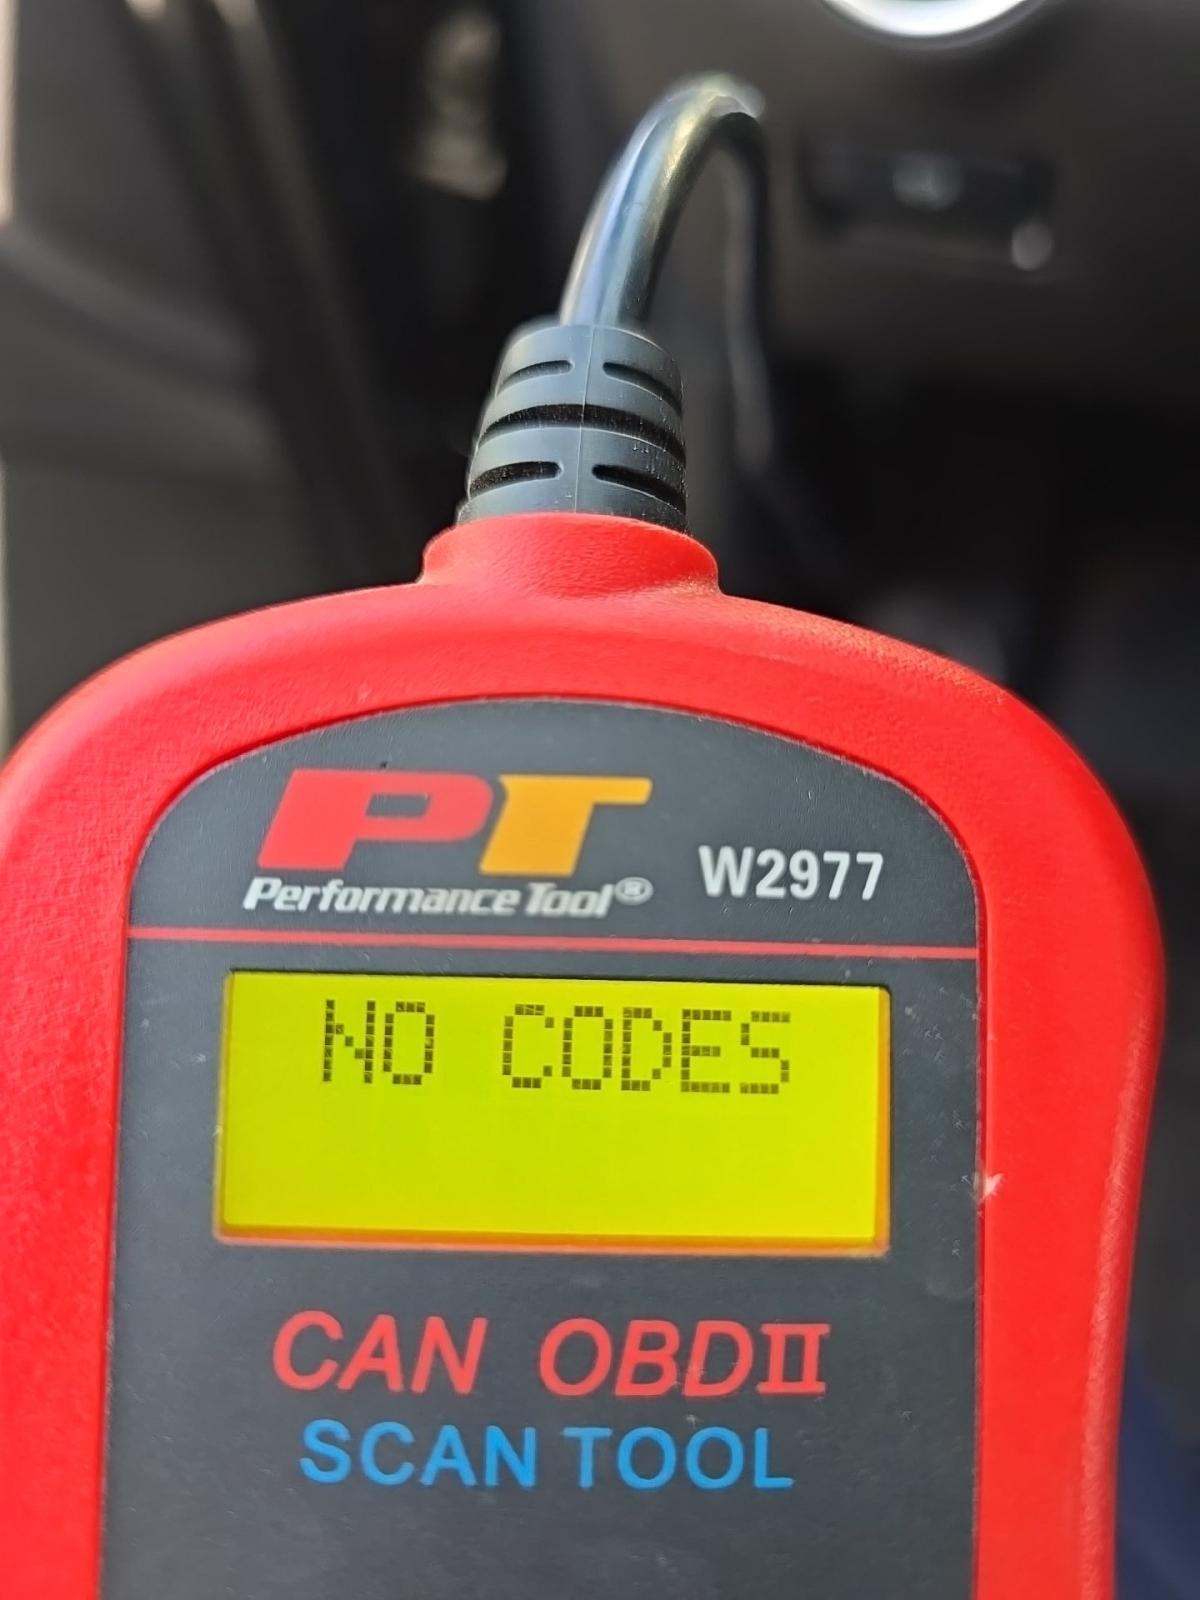 PT
Performance Tool®
W2977
NO CODES
CAN OBDII
SCAN TOOL